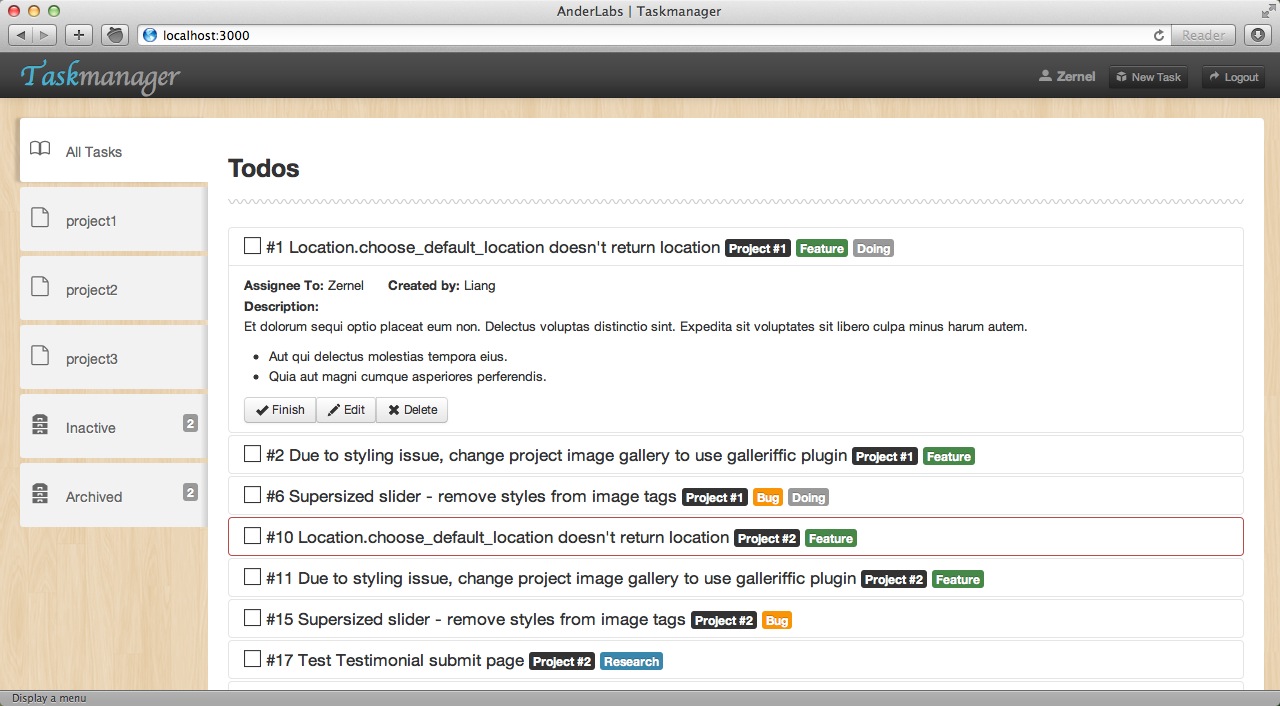 AnderLabs | Taskmanager
localhost:3000
Reader
Taskmanager
Zernel
New Task
Logout
All Tasks
project1
project2
project3
Inactive 2
Archived 2
Todos
#1 Location.choose_default_location doesn't return location Project #1 Feature Doing
Assignee To: Zernel Created by: Liang
Description:
Et dolorum sequi optio placeat eum non. Delectus voluptas distinctio sint. Expedita sit voluptates sit libero culpa minus harum autem.
• Aut qui delectus molestias tempora eius.
• Quia aut magni cumque asperiores perferendis.
Finish Edit Delete
#2 Due to styling issue, change project image gallery to use galleriffic plugin Project #1 Feature
#6 Supersized slider - remove styles from image tags Project #1 Bug Doing
#10 Location.choose_default_location doesn't return location Project #2 Feature
#11 Due to styling issue, change project image gallery to use galleriffic plugin Project #2 Feature
#15 Supersized slider - remove styles from image tags Project #2 Bug
#17 Test Testimonial submit page Project #2 Research
Display a menu